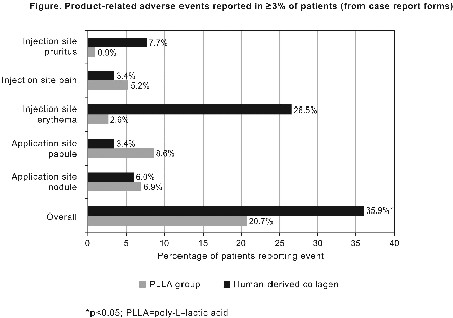 Figure. Product-related adverse events reported in ≥3% of patients (from case report forms)
Injection site
pruritus
7.7%
0.9%
Injection site pain
3.4%
5.2%
Injection site
erythema
26.5%
2.6%
Application site
papule
3.4%
8.6%
Application site
nodule
6.0%
6.9%
Overall
35.9%*
20.7%
0 5 10 15 20 25 30 35 40
Percentage of patients reporting event
PLLA group Human-derived collagen
*p<0.05; PLLA=poly-L-lactic acid